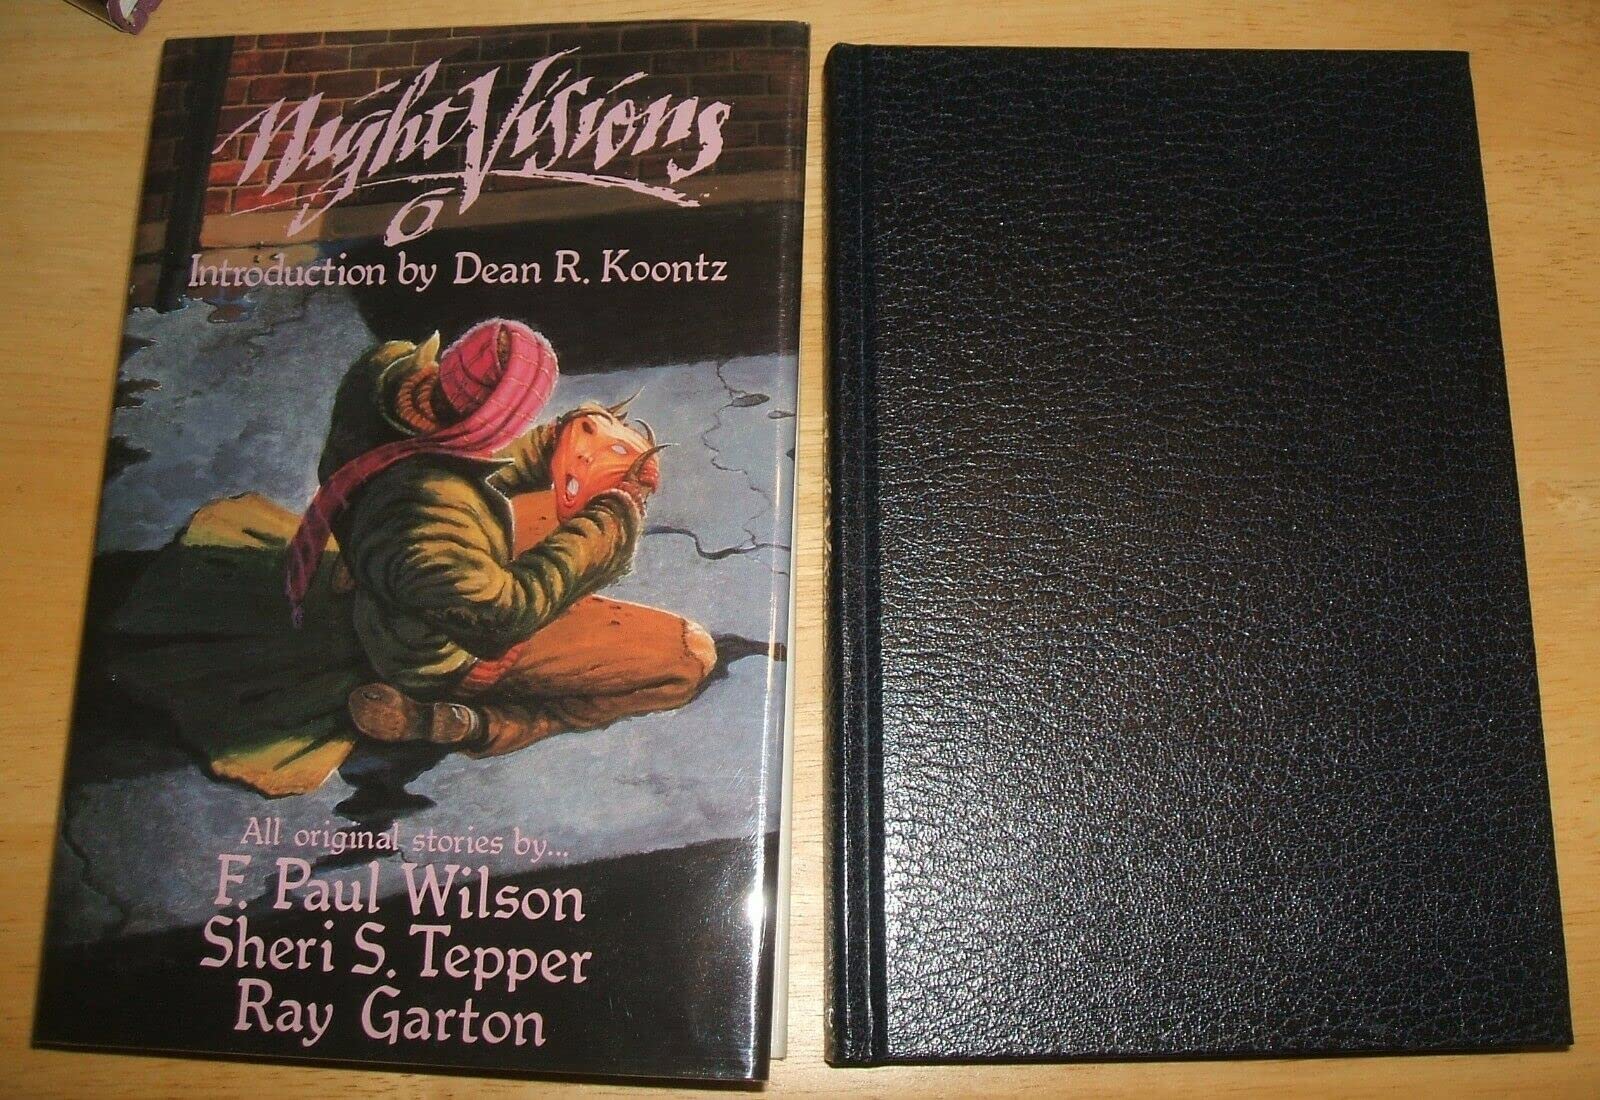 Night Visions
6
Introduction by Dean R. Koontz
All original stories by...
F. Paul Wilson
Sheri S. Tepper
Ray Garton